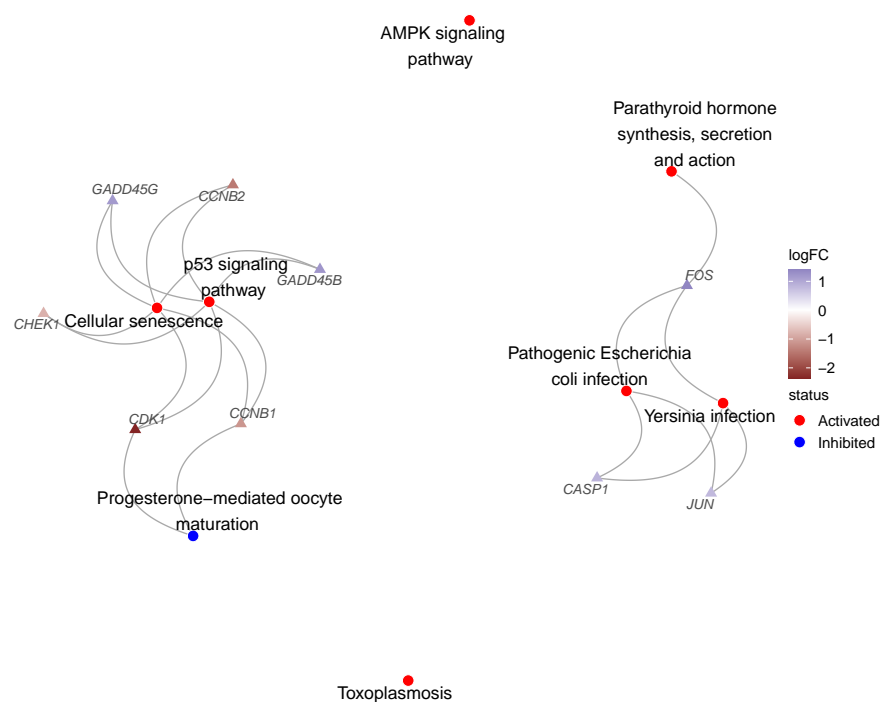 AMPK signaling
pathway
Parathyroid hormone
synthesis, secretion
and action
GADD45G
CCNB2
p53 signaling
pathway
GADD45B
FOS
CHEK1
Cellular senescence
Pathogenic Escherichia
coli infection
Yersinia infection
CDK1
CCNB1
CASP1
JUN
Progesterone−mediated oocyte
maturation
Toxoplasmosis
logFC
1
0
−1
−2
status
Activated
Inhibited